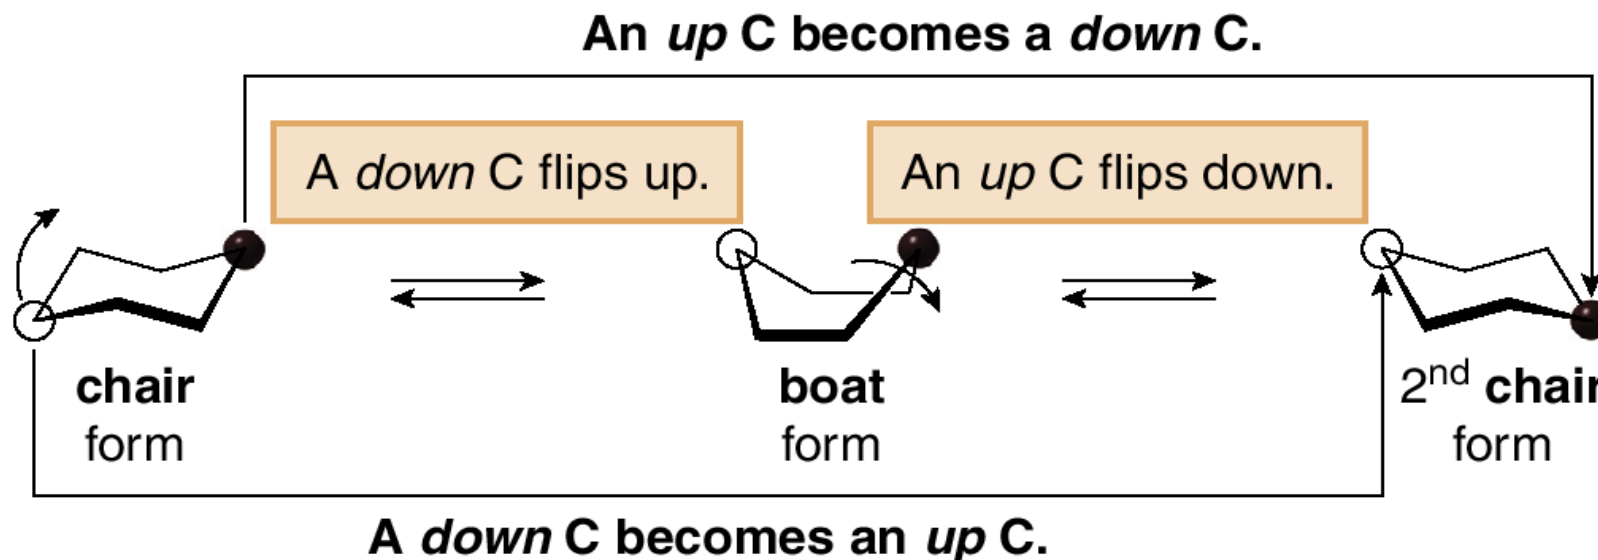 An up C becomes a down C.
A down C flips up.
An up C flips down.
chair
form
boat
form
2nd chair
form
A down C becomes an up C.